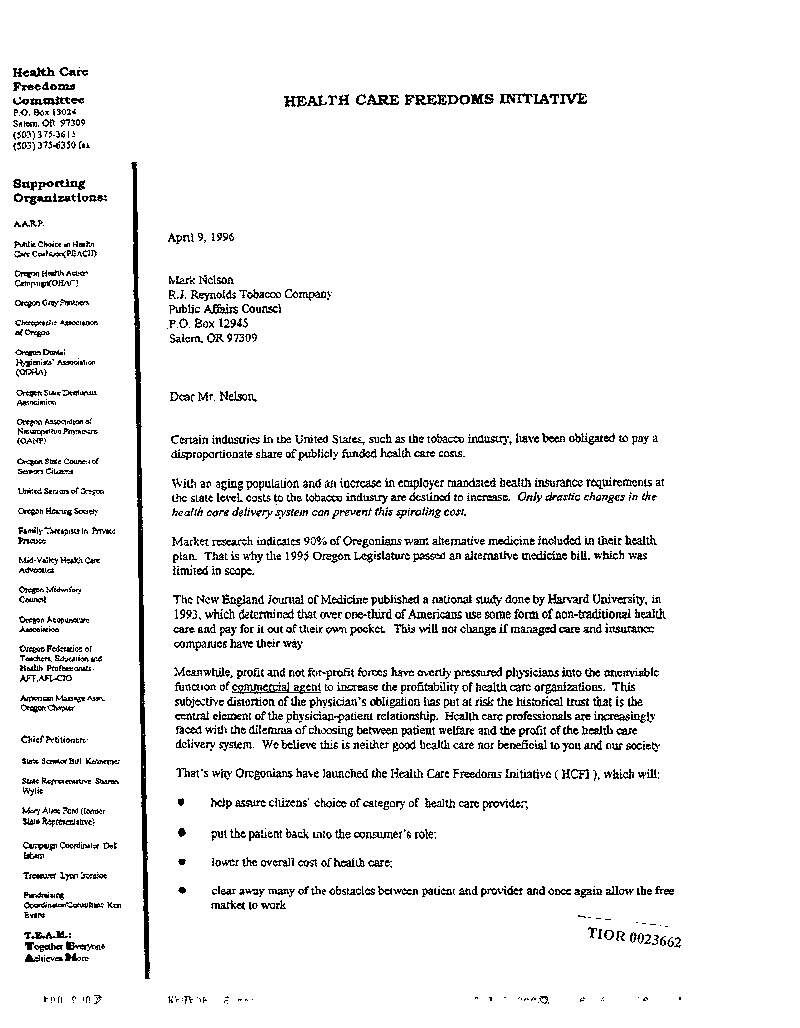 Health Care
Freedoms
Committee
P.O. Box 13024
Salem, OR 97309
(503) 375-3613
(503) 375-6350 fax
HEALTH CARE FREEDOMS INITIATIVE
Supporting
Organizations:
A.A.R.P.
Public Choice in Health
Care Coalition(PEACH)
Oregon Health Action
Campaign(OHAC)
Oregon Gray Panthers
Chiropractic Association
of Oregon
Oregon Dental
Hygienists' Association
(ODHA)
Oregon State Denturists
Association
Oregon Association of
Naturopathic Physicians
(OANP)
Oregon State Council of
Seniors Citizens
United Seniors of Oregon
Oregon Hearing Society
Family Therapists in Private
Practice
Mid-Valley Health Care
Advocates
Oregon Midwifery
Council
Oregon Acupuncture
Association
Oregon Federation of
Teachers, Education and
Health Professionals-
AFT,AFL-CIO
American Massage Assn.
Oregon Chapter
Chief Petitioners:
State Senator Bill
State Representative Sharon
Wylie
Mary Alice Ford (former
State Representative)
Campaign Coordinator Dell
Isham
Treasurer Lynn
Fundraising
Coordinator/Consultant Ken
Evans
T.E.A.M.:
Together Everyone
Achieves More
April 9, 1996
Mark Nelson
R.J. Reynolds Tobacco Company
Public Affairs Counsel
P.O. Box 12945
Salem, OR 97309
Dear Mr. Nelson,
Certain industries in the United States, such as the tobacco industry, have been obligated to pay a
disproportionate share of publicly funded health care costs.
With an aging population and an increase in employer mandated health insurance requirements at
the state level, costs to the tobacco industry are destined to increase. Only drastic changes in the
health care delivery system can prevent this spiraling cost.
Market research indicates 90% of Oregonians want alternative medicine included in their health
plan. That is why the 1995 Oregon Legislature passed an alternative medicine bill, which was
limited in scope.
The New England Journal of Medicine published a national study done by Harvard University, in
1993, which determined that over one-third of Americans use some form of non-traditional health
care and pay for it out of their own pocket. This will not change if managed care and insurance
companies have their way
Meanwhile, profit and not for-profit forces have overtly pressured physicians into the unenviable
function of commercial agent to increase the profitability of health care organizations. This
subjective distortion of the physician's obligation has put at risk the historical trust that is the
central element of the physician-patient relationship. Health care professionals are increasingly
faced with the dilemma of choosing between patient welfare and the profit of the health care
delivery system. We believe this is neither good health care nor beneficial to you and our society
That's why Oregonians have launched the Health Care Freedoms Initiative ( HCFI ), which will:
● help assure citizens' choice of category of health care provider;
● put the patient back into the consumer's role;
● lower the overall cost of health care;
● clear away many of the obstacles between patient and provider and once again allow the free
market to work
TIOR 0023662